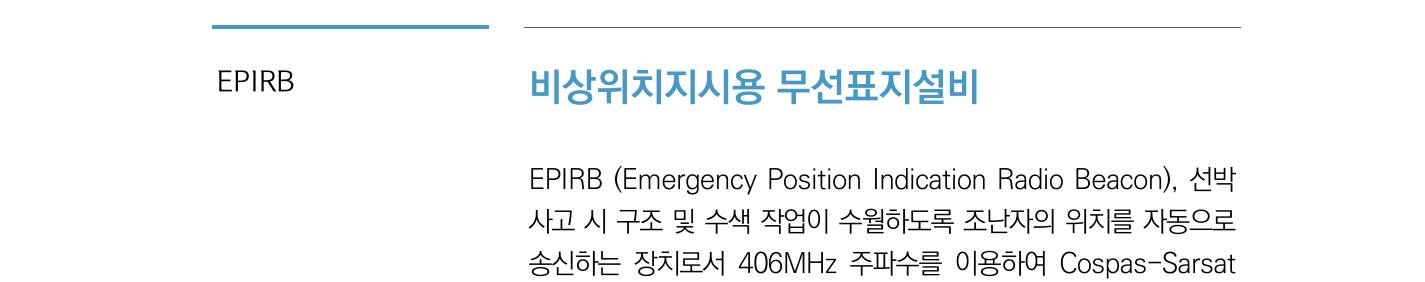 EPIRB
비상위치지시용 무선표지설비
EPIRB (Emergency Position Indication Radio Beacon), 선박
사고 시 구조 및 수색 작업이 수월하도록 조난자의 위치를 자동으로
송신하는 장치로서 406MHz 주파수를 이용하여 Cospas-Sarsat